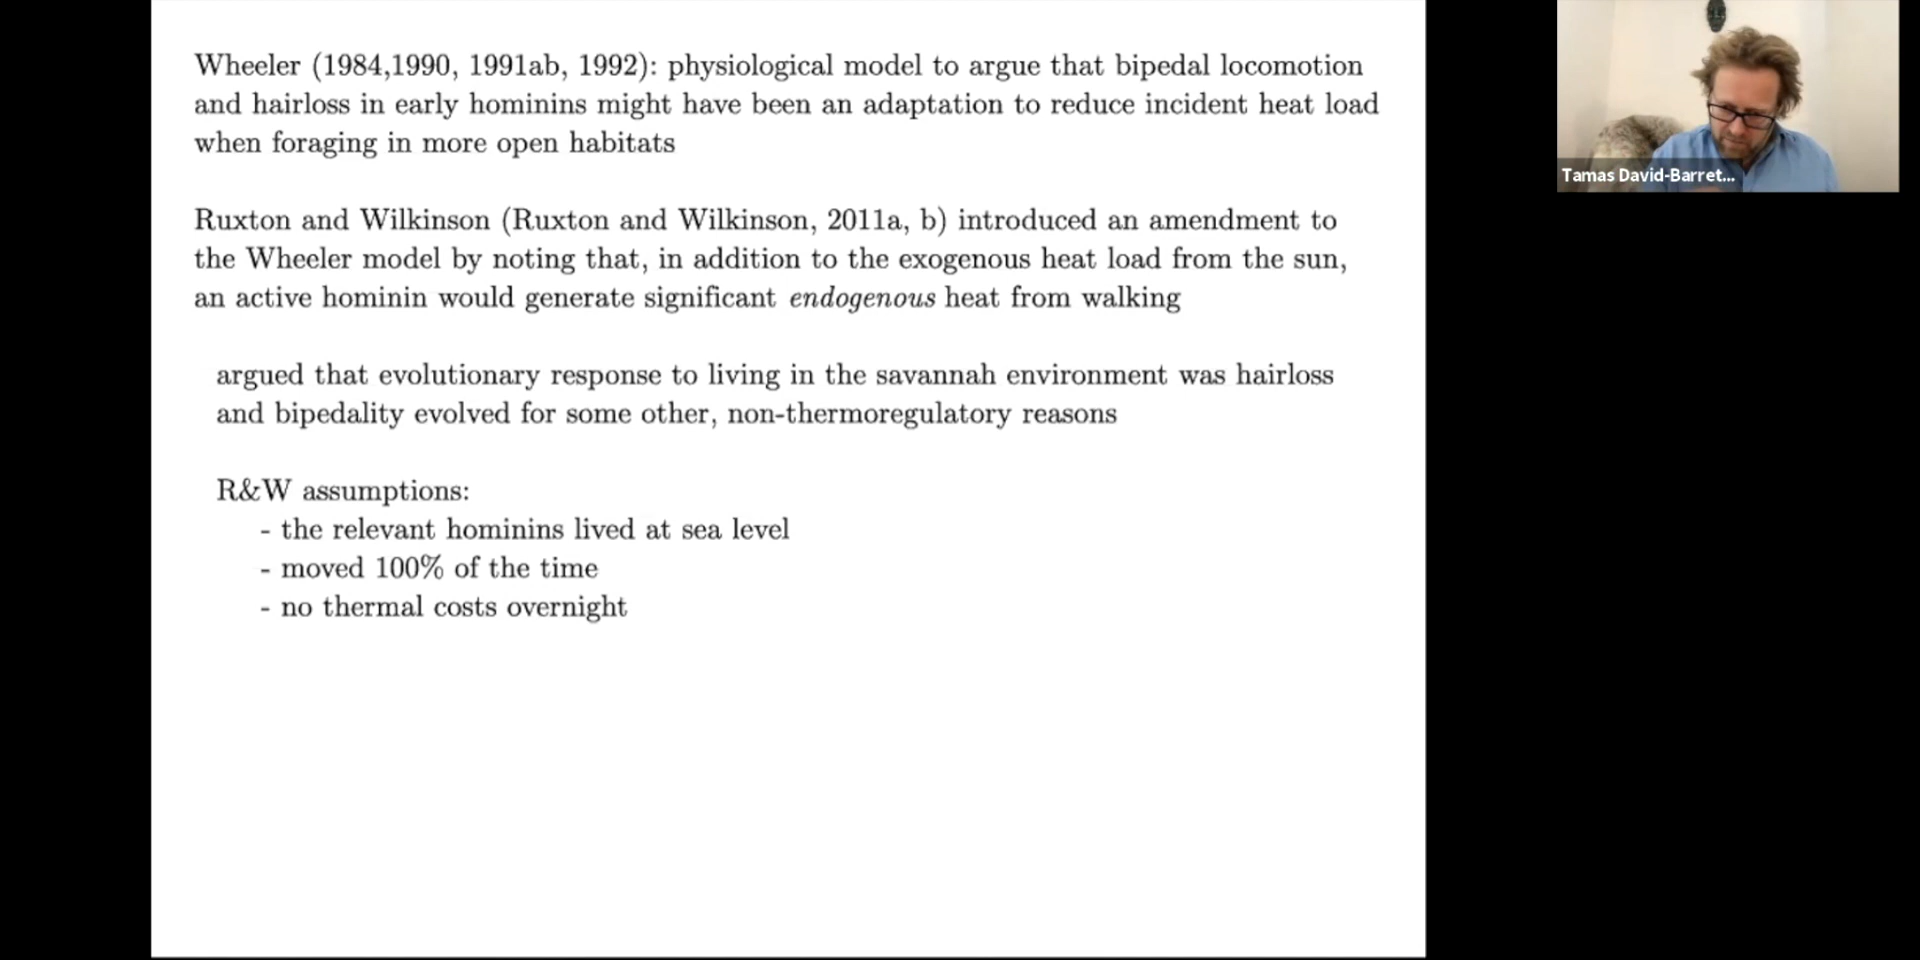 Wheeler (1984,1990, 1991ab, 1992): physiological model to argue that bipedal locomotion
and hairloss in early hominins might have been an adaptation to reduce incident heat load
when foraging in more open habitats
Ruxton and Wilkinson (Ruxton and Wilkinson, 2011a, b) introduced an amendment to
the Wheeler model by noting that, in addition to the exogenous heat load from the sun,
an active hominin would generate significant endogenous heat from walking
argued that evolutionary response to living in the savannah environment was hairloss
and bipedality evolved for some other, non-thermoregulatory reasons
R&W assumptions:
- the relevant hominins lived at sea level
- moved 100% of the time
- no thermal costs overnight
Tamas David-Barret...